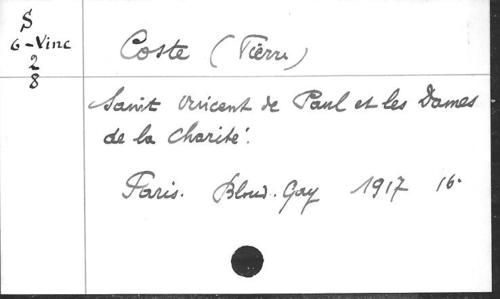 S
6-Vinc
2
8
Coste (Pierre)
Saint Vincent de Paul et les Dames
de la Charité.
Paris. Bloud. Gay 1917 16°